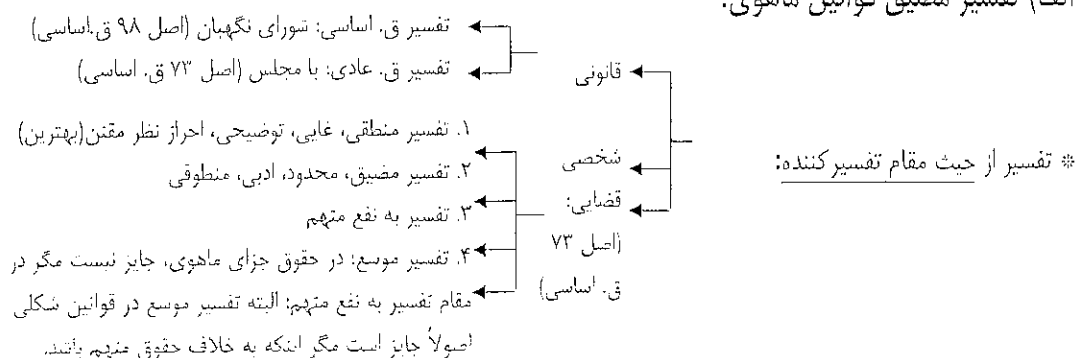 الف) تفسیر مضیق قوانین ماهوی:
* تفسیر از حیث مقام تفسیر کننده:
قانونی
تفسیر ق. اساسی: شورای نگهبان (اصل ۹۸ ق.اساسی)
تفسیر ق. عادی: با مجلس (اصل ۷۳ ق. اساسی)
شخصی
قضایی:
(اصل ۷۳
ق. اساسی)
۱. تفسیر منطقی، غایی، توضیحی، احراز نظر مقنن(بهترین)
۲. تفسیر مضیق، محدود، ادبی، منطوقی
۳. تفسیر به نفع متهم
۴. تفسیر موسع: در حقوق جزای ماهوی، جایز نیست مگر در
مقام تفسیر به نفع متهم؛ البته تفسیر موسع در قوانین شکلی
اصولاً جایز است مگر اینکه به خلاف حقوق متهم باشد.